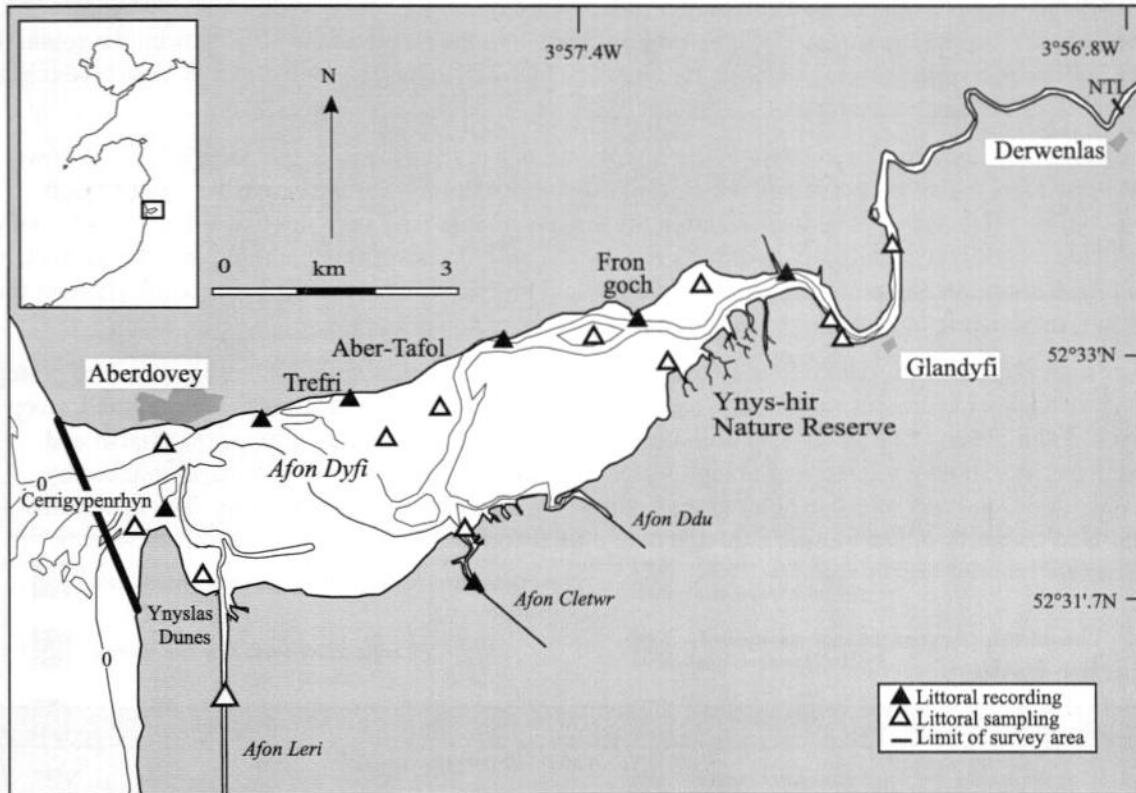 3°57'.4W
3°56'.8W
N
NTL
Derwenlas
0 km 3
Fron
goch
Aber-Tafol
52°33'N
Aberdovey
Trefri
Glandyfi
Ynys-hir
Nature Reserve
Afon Dyfi
0
Cerrigypenrhyn
Afon Ddu
Afon Cletwr
52°31'.7N
Ynyslas
Dunes
0
Littoral recording
Littoral sampling
Limit of survey area
Afon Leri